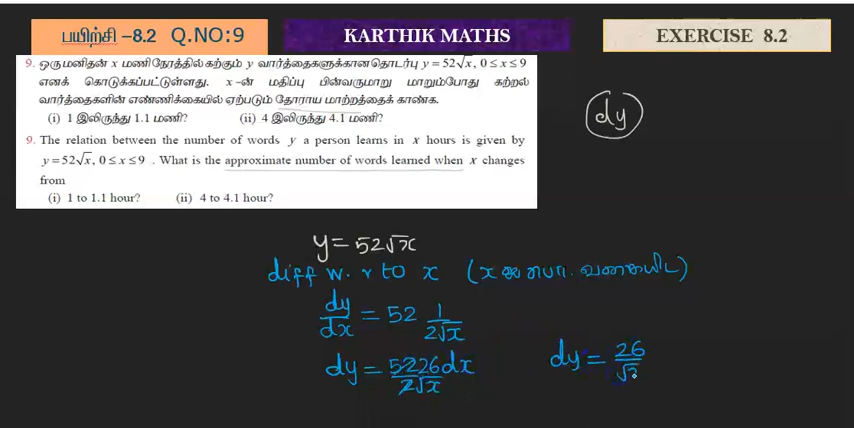 பயிற்சி –8.2 Q.NO:9
KARTHIK MATHS
EXERCISE 8.2
9. ஒரு மனிதன் x மணி நேரத்தில் கற்கும் y வார்த்தைகளுக்கான தொடர்பு y = 52√x, 0 ≤ x ≤ 9
எனக் கொடுக்கப்பட்டுள்ளது. x –ன் மதிப்பு பின்வருமாறு மாறும்போது கற்றல்
வார்த்தைகளின் எண்ணிக்கையில் ஏற்படும் தோராய மாற்றத்தைக் காண்க.
(i) 1 இலிருந்து 1.1 மணி? (ii) 4 இலிருந்து 4.1 மணி?
9. The relation between the number of words y a person learns in x hours is given by
y = 52√x, 0 ≤ x ≤ 9 . What is the approximate number of words learned when x changes
from
(i) 1 to 1.1 hour? (ii) 4 to 4.1 hour?
dy
y = 52√x
diff w. r to x (x ஐ பொ. வகையிட)
dy/dx = 52 1/2√x
dy = 52 26/2√x dx
dy = 26/√